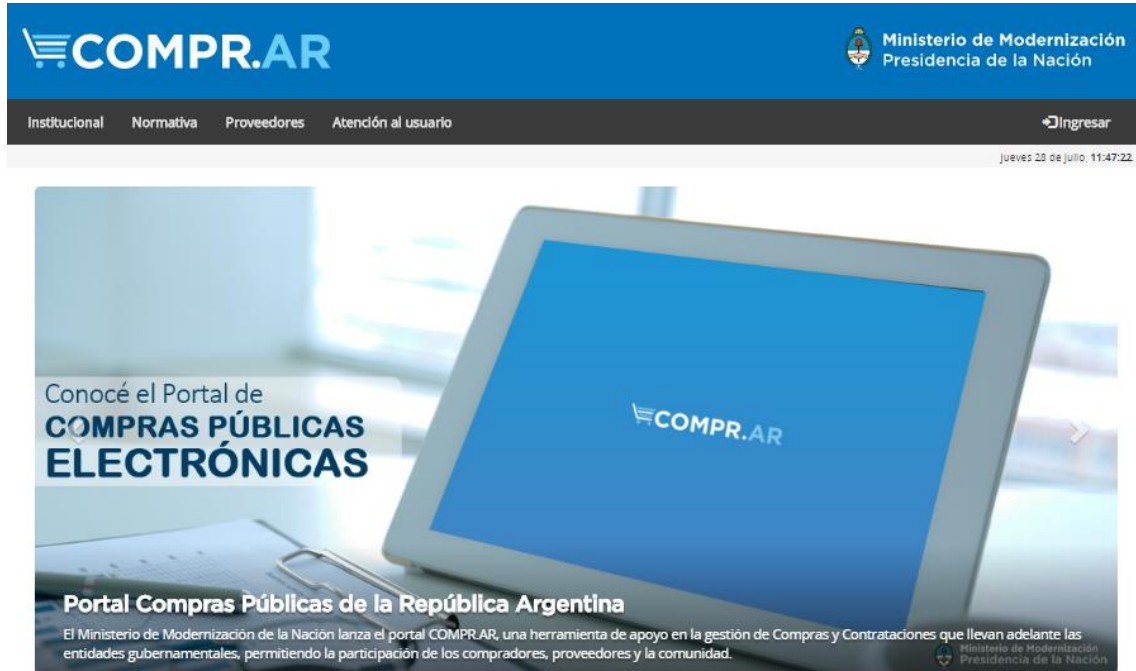 COMPR.AR
Ministerio de Modernización
Presidencia de la Nación
Institucional Normativa Proveedores Atención al usuario Ingresar
Jueves 28 de julio, 11:47:22
Conocé el Portal de
COMPRAS PÚBLICAS
ELECTRÓNICAS
COMPR.AR
Portal Compras Públicas de la República Argentina
El Ministerio de Modernización de la Nación lanza el portal COMPR.AR, una herramienta de apoyo en la gestión de Compras y Contrataciones que llevan adelante las
entidades gubernamentales, permitiendo la participación de los compradores, proveedores y la comunidad.
Ministerio de Modernización
Presidencia de la Nación